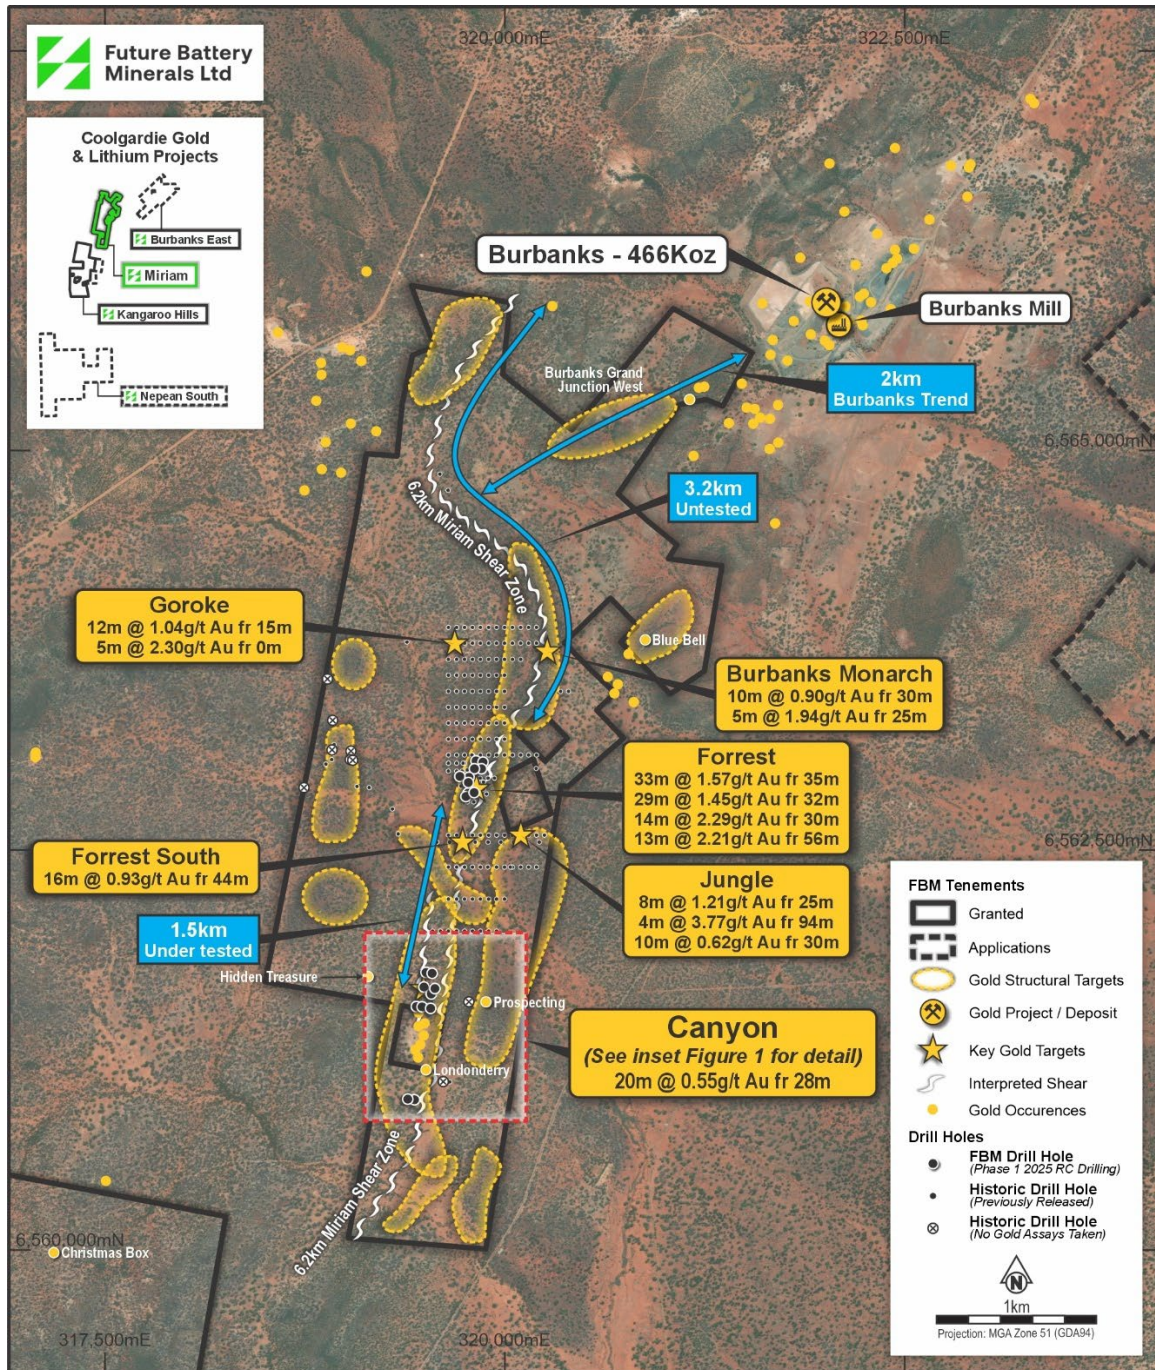 320,000mE
322,500mE
Future Battery
Minerals Ltd
Coolgardie Gold
& Lithium Projects
Burbanks East
Miriam
Kangaroo Hills
Nepean South
Burbanks - 466Koz
Burbanks Mill
Burbanks Grand
Junction West
2km
Burbanks Trend
6,565,000mN
3.2km
Untested
6.2km Miriam Shear Zone
Goroke
12m @ 1.04g/t Au fr 15m
5m @ 2.30g/t Au fr 0m
Blue Bell
Burbanks Monarch
10m @ 0.90g/t Au fr 30m
5m @ 1.94g/t Au fr 25m
Forrest
33m @ 1.57g/t Au fr 35m
29m @ 1.45g/t Au fr 32m
14m @ 2.29g/t Au fr 30m
13m @ 2.21g/t Au fr 56m
6,562,500mN
Forrest South
16m @ 0.93g/t Au fr 44m
Jungle
8m @ 1.21g/t Au fr 25m
4m @ 3.77g/t Au fr 94m
10m @ 0.62g/t Au fr 30m
1.5km
Under tested
Hidden Treasure
Prospecting
Canyon
(See inset Figure 1 for detail)
20m @ 0.55g/t Au fr 28m
Londonderry
6.2km Miriam Shear Zone
6,560,000mN
Christmas Box
317,500mE
320,000mE
FBM Tenements
Granted
Applications
Gold Structural Targets
Gold Project / Deposit
Key Gold Targets
Interpreted Shear
Gold Occurences
Drill Holes
FBM Drill Hole
(Phase 1 2025 RC Drilling)
Historic Drill Hole
(Previously Released)
Historic Drill Hole
(No Gold Assays Taken)
N
1km
Projection: MGA Zone 51 (GDA94)